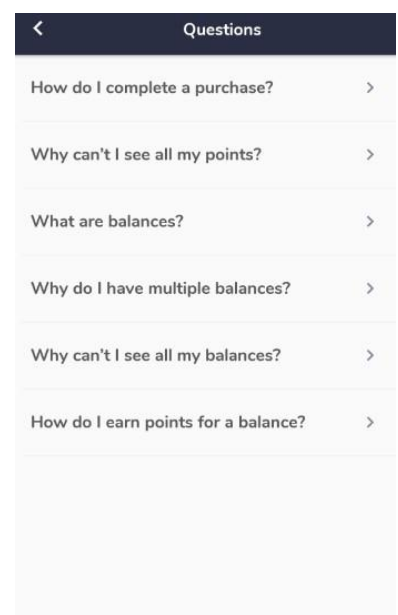 Questions
How do I complete a purchase?
Why can't I see all my points?
What are balances?
Why do I have multiple balances?
Why can't I see all my balances?
How do I earn points for a balance?